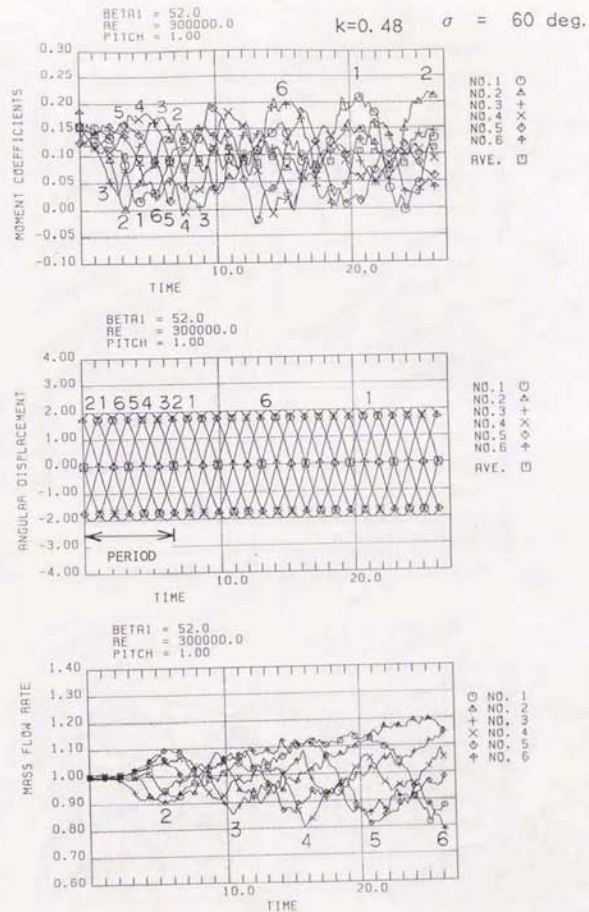 BETA1 = 52.0
RE = 300000.0
PITCH = 1.00
k=0.48 σ = 60 deg.
MOMENT COEFFICIENTS
0.30
0.25
0.20
0.15
0.10
0.05
0.00
-0.05
-0.10
5 4 3 2 6 1 2
3 2 1 6 5 4 3
10.0 20.0
TIME
NO.1
NO.2
NO.3
NO.4
NO.5
NO.6
AVE.
BETA1 = 52.0
RE = 300000.0
PITCH = 1.00
ANGULAR DISPLACEMENT
4.00
3.00
2.00
1.00
0.00
-1.00
-2.00
-3.00
-4.00
2 1 6 5 4 3 2 1 6 1
PERIOD
10.0 20.0
TIME
NO.1
NO.2
NO.3
NO.4
NO.5
NO.6
AVE.
BETA1 = 52.0
RE = 300000.0
PITCH = 1.00
MASS FLOW RATE
1.40
1.30
1.20
1.10
1.00
0.90
0.80
0.70
0.60
2 3 4 5 6
10.0 20.0
TIME
NO. 1
NO. 2
NO. 3
NO. 4
NO. 5
NO. 6